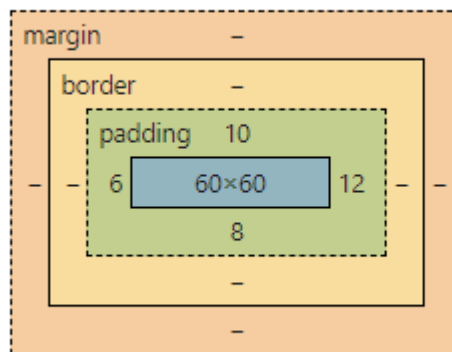 margin –
border –
padding 10
– – 6 60×60 12 – –
8
–
–